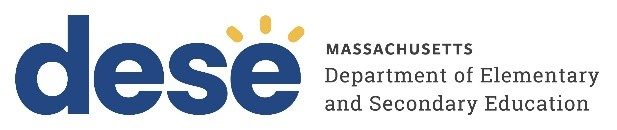 dese
MASSACHUSETTS
Department of Elementary
and Secondary Education